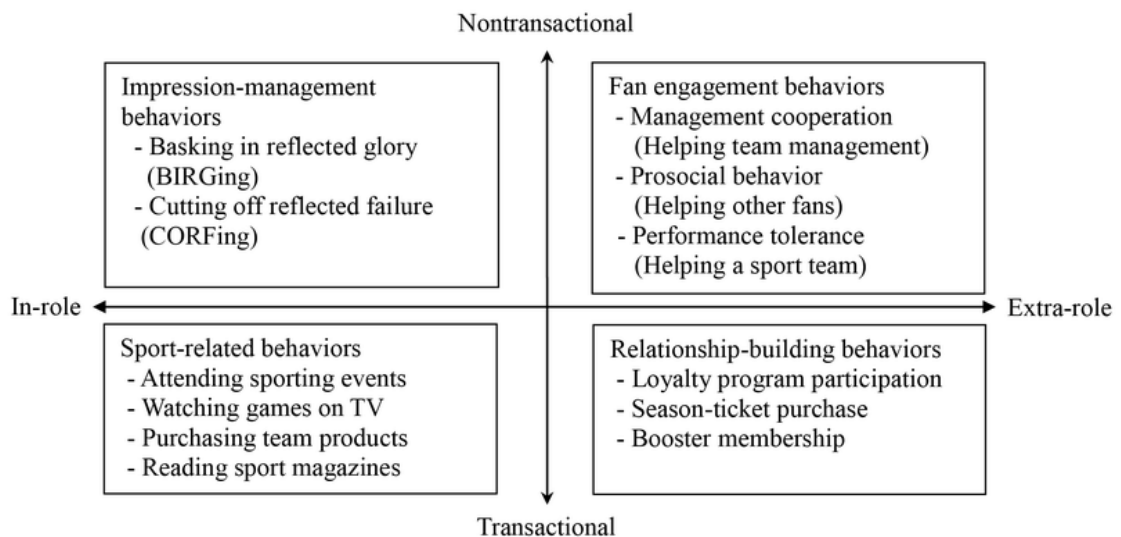 Nontransactional
Impression-management
behaviors
- Basking in reflected glory
(BIRGing)
- Cutting off reflected failure
(CORFing)
Fan engagement behaviors
- Management cooperation
(Helping team management)
- Prosocial behavior
(Helping other fans)
- Performance tolerance
(Helping a sport team)
In-role
Extra-role
Sport-related behaviors
- Attending sporting events
- Watching games on TV
- Purchasing team products
- Reading sport magazines
Relationship-building behaviors
- Loyalty program participation
- Season-ticket purchase
- Booster membership
Transactional